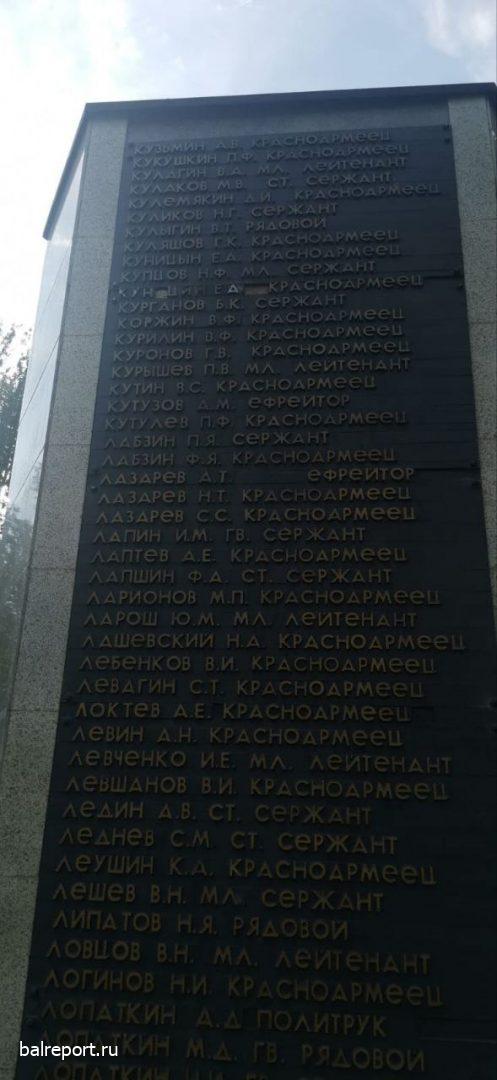 КУЗЬМИН А.В. КРАСНОАРМЕЕЦ
КУКУШКИН П.Ф. КРАСНОАРМЕЕЦ
КУЛАГИН В.А. МЛ. ЛЕЙТЕНАНТ
КУЛАКОВ М.В. СТ. СЕРЖАНТ
КУЛЕМЯКИН Д.И. КРАСНОАРМЕЕЦ
КУЛИКОВ Н.Г. СЕРЖАНТ
КУЛЫГИН В.Т. РЯДОВОЙ
КУЛЯШОВ Г.К. КРАСНОАРМЕЕЦ
КУНИЦЫН Е.А. КРАСНОАРМЕЕЦ
КУПЦОВ Н.Ф. МЛ. СЕРЖАНТ
КРАСНОАРМЕЕЦ
КУРГАНОВ Б.К. СЕРЖАНТ
КОРЖИН В.Ф. КРАСНОАРМЕЕЦ
КУРИЛИН В.Ф. КРАСНОАРМЕЕЦ
КУРОНОВ Г.В. КРАСНОАРМЕЕЦ
КУРЫШЕВ П.В. МЛ. ЛЕЙТЕНАНТ
КУТИН В.С. КРАСНОАРМЕЕЦ
КУТУЗОВ А.М. ЕФРЕЙТОР
КУТУЛЕВ П.Ф. КРАСНОАРМЕЕЦ
ЛАБЗИН П.Я. СЕРЖАНТ
ЛАБЗИН Ф.Я. КРАСНОАРМЕЕЦ
ЛАЗАРЕВ А.Т. ЕФРЕЙТОР
ЛАЗАРЕВ Н.Т. КРАСНОАРМЕЕЦ
ЛАЗАРЕВ С.С. КРАСНОАРМЕЕЦ
ЛАПИН И.М. ГВ. СЕРЖАНТ
ЛАПТЕВ А.Е. КРАСНОАРМЕЕЦ
ЛАПШИН Ф.А. СТ. СЕРЖАНТ
ЛАРИОНОВ М.П. КРАСНОАРМЕЕЦ
ЛАРОШ Ю.М. МЛ. ЛЕЙТЕНАНТ
ЛАШЕВСКИЙ Н.А. КРАСНОАРМЕЕЦ
ЛЕБЕНКОВ В.И. КРАСНОАРМЕЕЦ
ЛЕВАГИН С.Т. КРАСНОАРМЕЕЦ
ЛОКТЕВ А.Е. КРАСНОАРМЕЕЦ
ЛЕВИН А.Н. КРАСНОАРМЕЕЦ
ЛЕВЧЕНКО И.Е. МЛ. ЛЕЙТЕНАНТ
ЛЕВШАНОВ В.И. КРАСНОАРМЕЕЦ
ЛЕДИН А.В. СТ. СЕРЖАНТ
ЛЕДНЕВ С.М. СТ. СЕРЖАНТ
ЛЕУШИН К.А. КРАСНОАРМЕЕЦ
ЛЕШЕВ В.Н. МЛ. СЕРЖАНТ
ЛИПАТОВ Н.Я. РЯДОВОЙ
ЛОВЦОВ В.Н. МЛ. ЛЕЙТЕНАНТ
ЛОГИНОВ Н.И. КРАСНОАРМЕЕЦ
ЛОПАТКИН А.Д ПОЛИТРУК
ЛОПАТКИН М.Д. ГВ. РЯДОВОЙ
balreport.ru